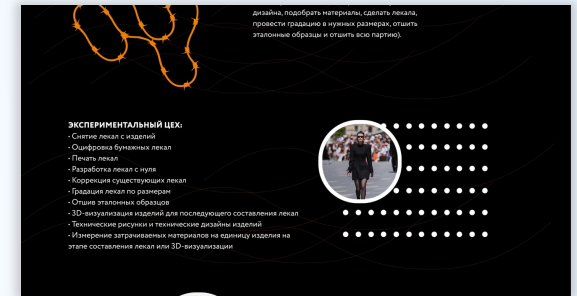 дизайна, подобрать материалы, сделать лекала,
провести градацию в нужных размерах, отшить
эталонные образцы и отшить всю партию).
ЭКСПЕРИМЕНТАЛЬНЫЙ ЦЕХ:
- Снятие лекал с изделий
- Оцифровка бумажных лекал
- Печать лекал
- Разработка лекал с нуля
- Коррекция существующих лекал
- Градация лекал по размерам
- Отшив эталонных образцов
- 3D-визуализация изделий для последующего составления лекал
- Технические рисунки и технические дизайны изделий
- Измерение затрачиваемых материалов на единицу изделия на
этапе составления лекал или 3D-визуализации